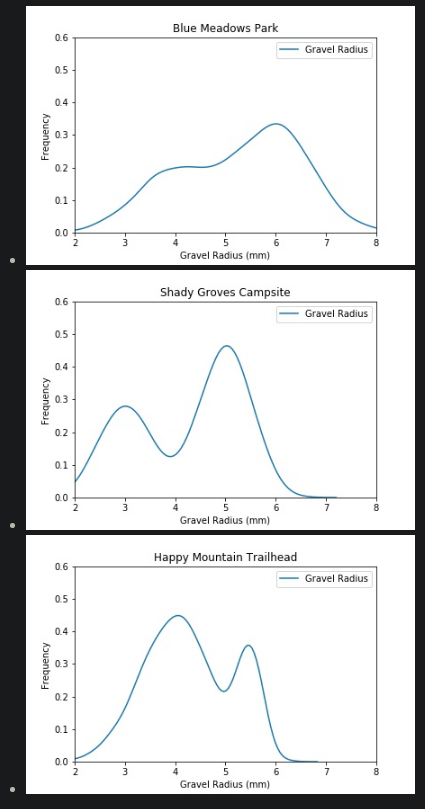 Blue Meadows Park
0.6
Gravel Radius
0.5
0.4
Frequency
0.3
0.2
0.1
0.0
2 3 4 5 6 7 8
Gravel Radius (mm)
Shady Groves Campsite
0.6
Gravel Radius
0.5
0.4
Frequency
0.3
0.2
0.1
0.0
2 3 4 5 6 7 8
Gravel Radius (mm)
Happy Mountain Trailhead
0.6
Gravel Radius
0.5
0.4
Frequency
0.3
0.2
0.1
0.0
2 3 4 5 6 7 8
Gravel Radius (mm)